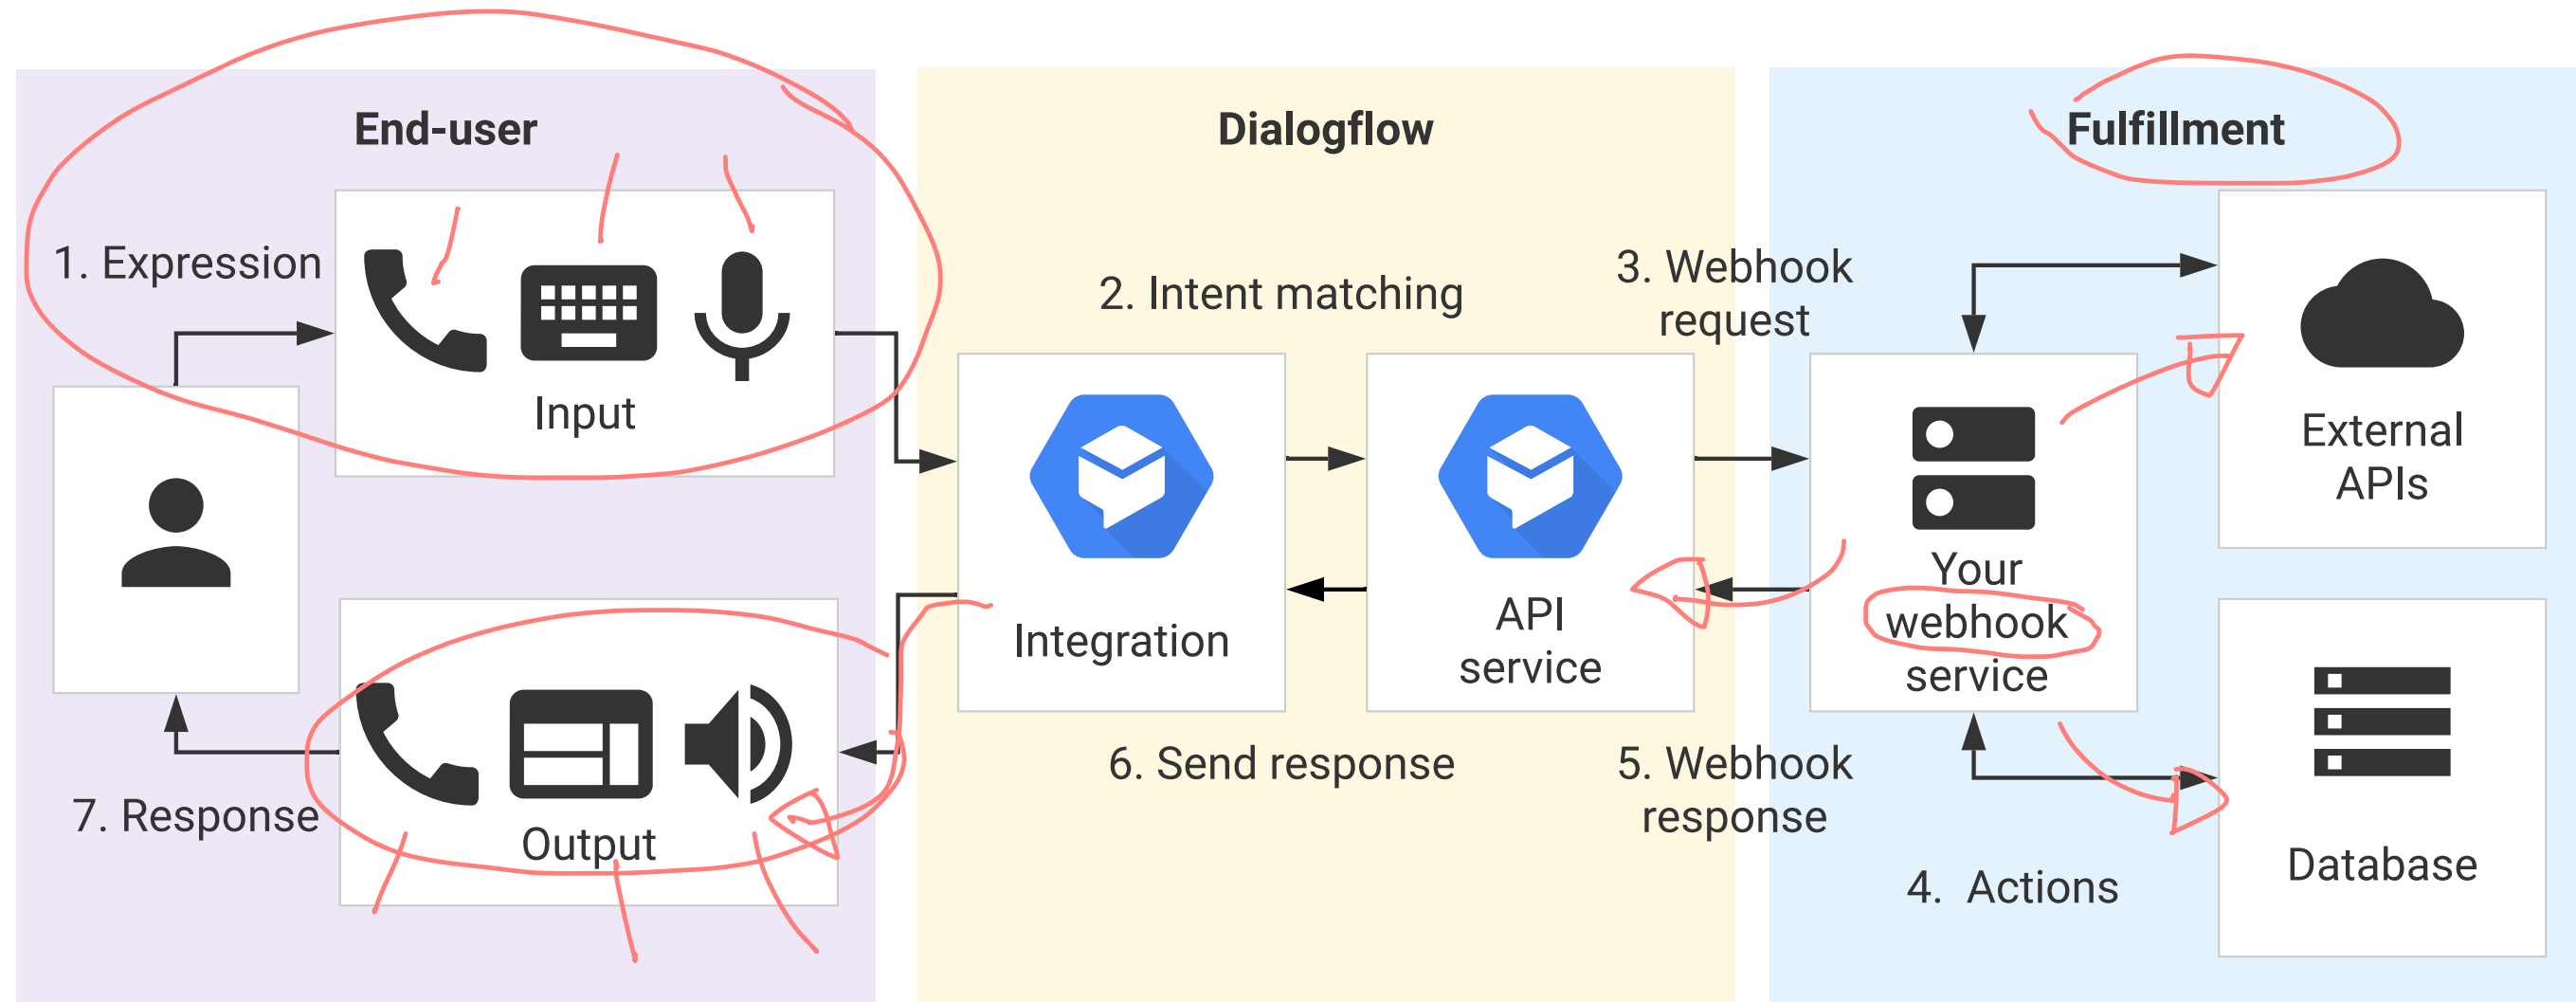 End-user
Dialogflow
Fulfillment
1. Expression
Input
2. Intent matching
3. Webhook
request
External
APIs
Integration
API
service
Your
webhook
service
7. Response
Output
6. Send response
5. Webhook
response
4. Actions
Database